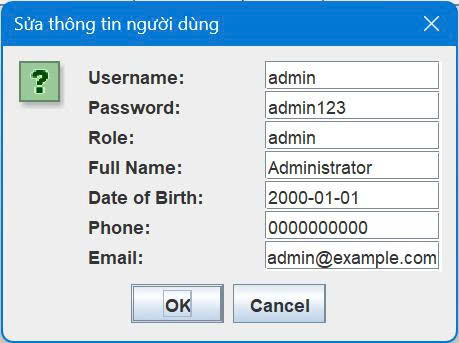 Sửa thông tin người dùng
?
Username: admin
Password: admin123
Role: admin
Full Name: Administrator
Date of Birth: 2000-01-01
Phone: 0000000000
Email: admin@example.com
OK Cancel